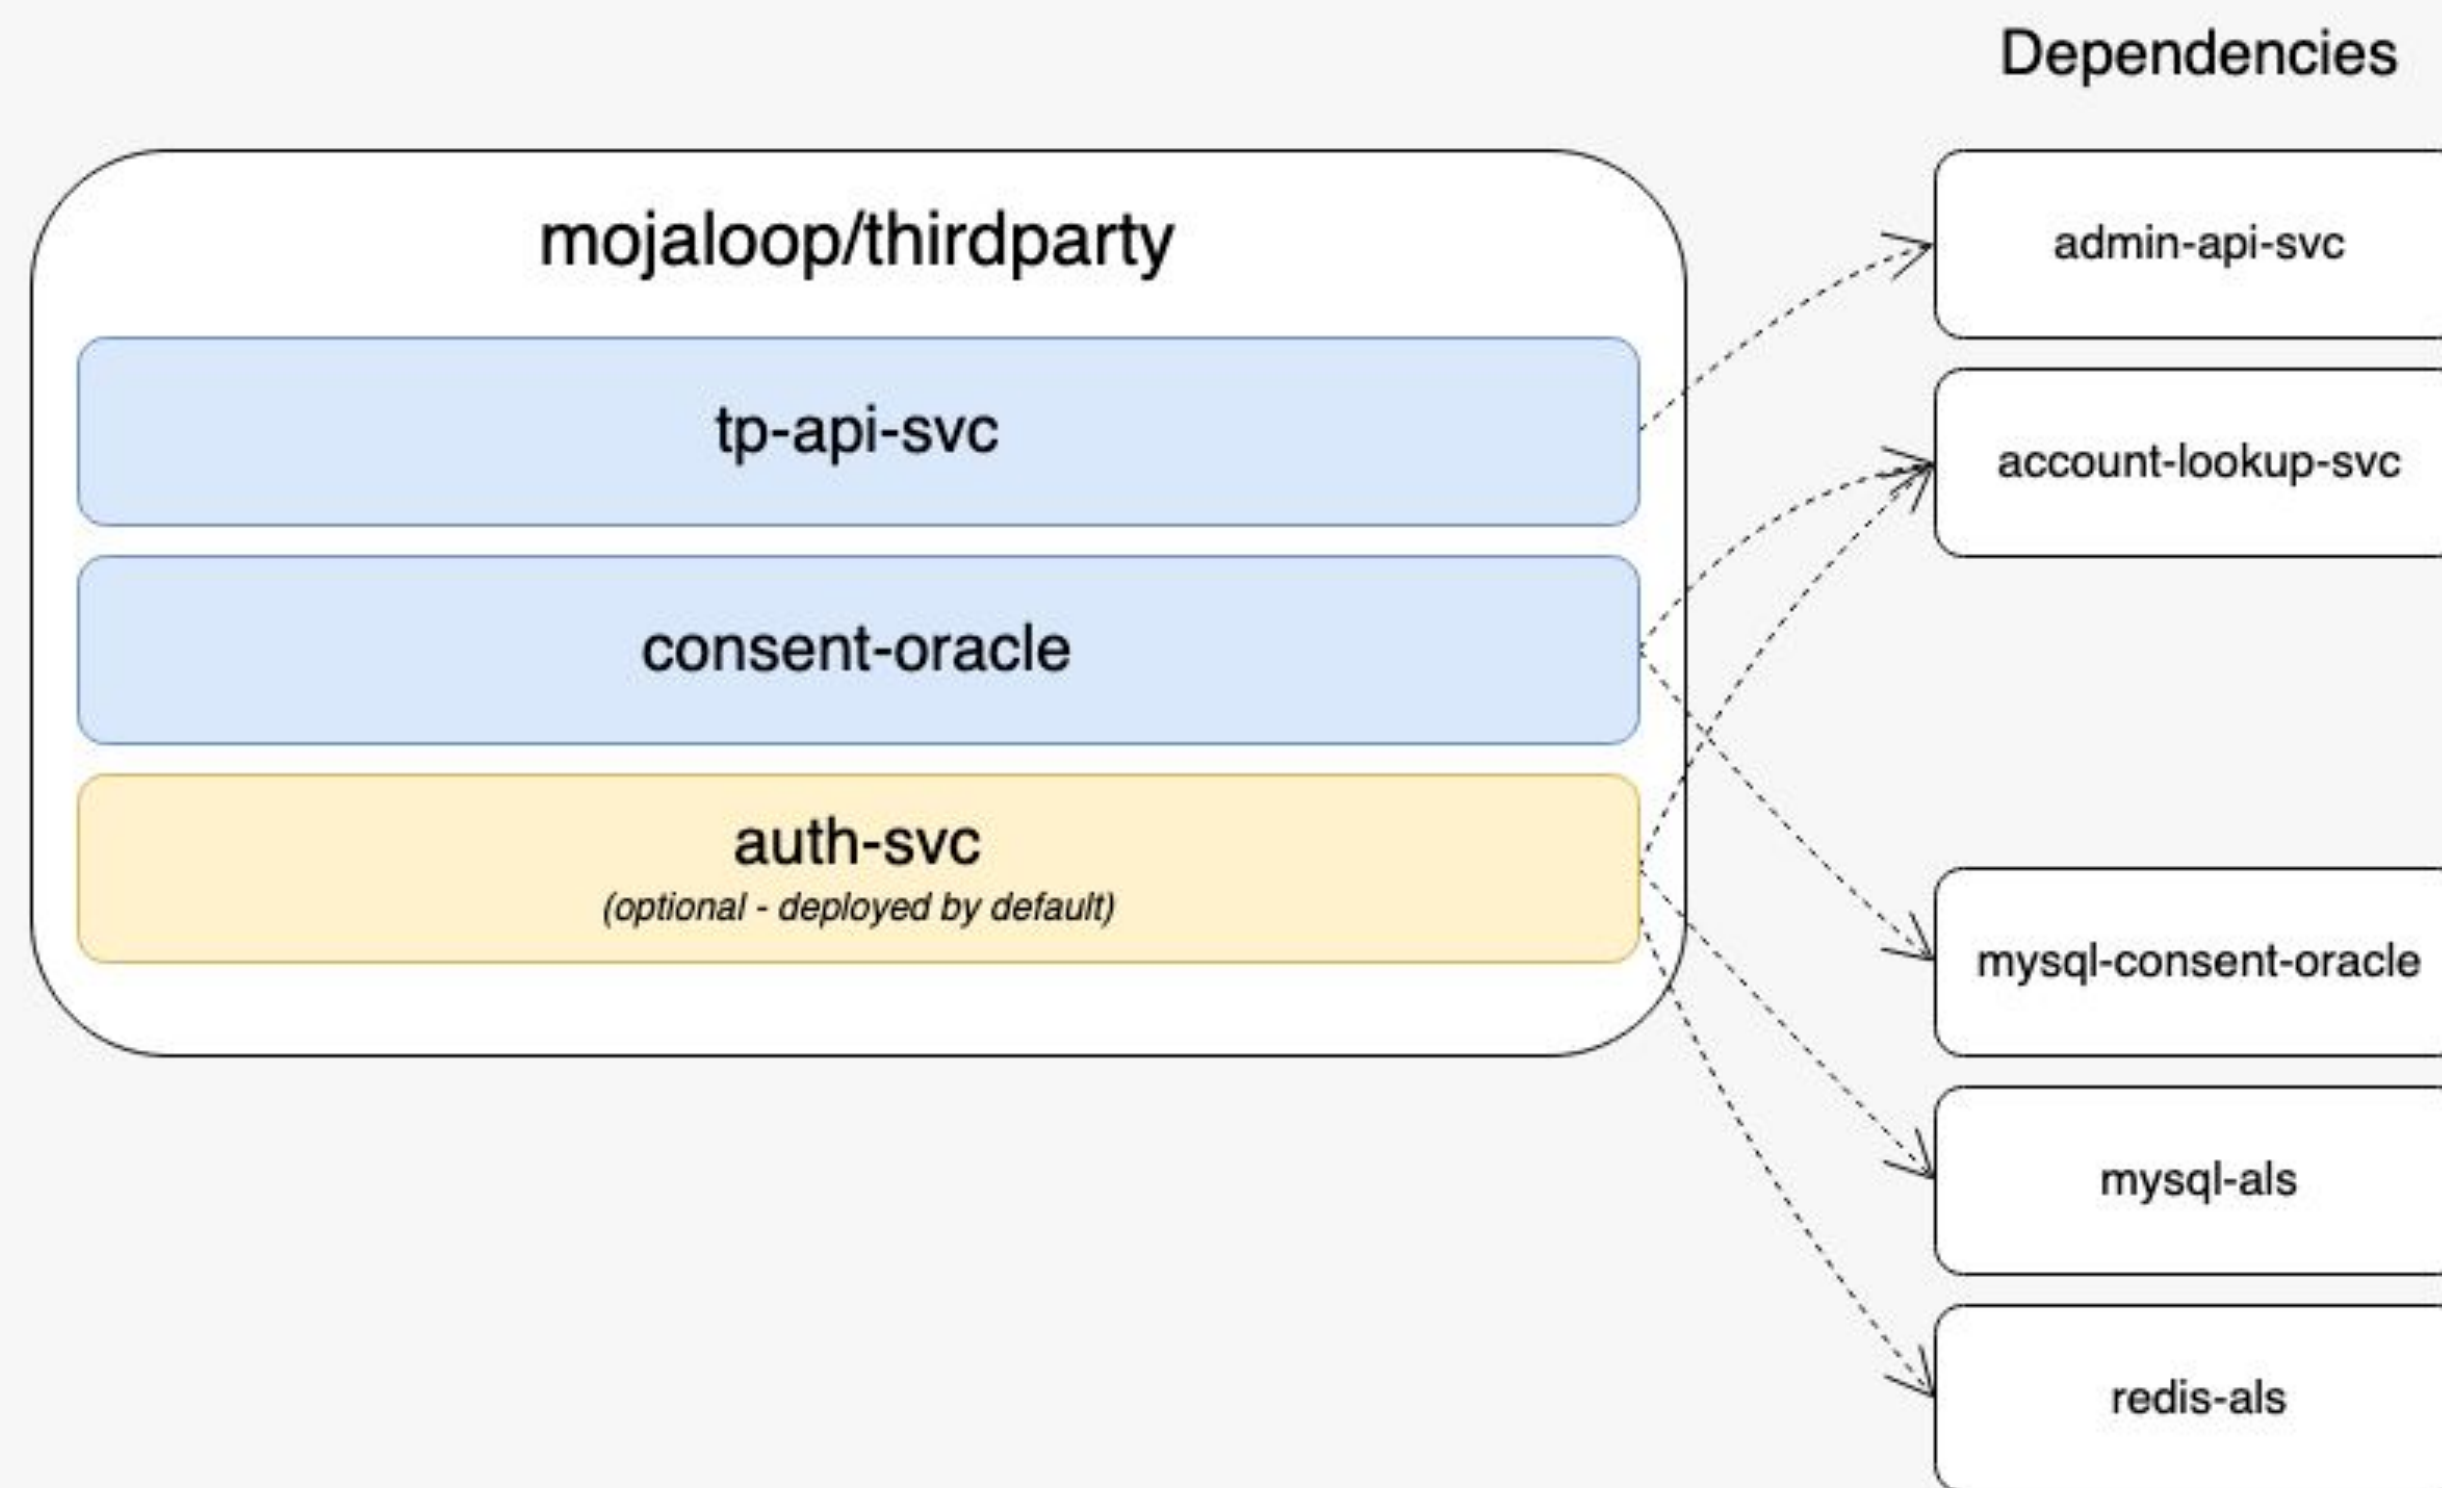 Dependencies
mojaloop/thirdparty
tp-api-svc
consent-oracle
auth-svc
(optional - deployed by default)
admin-api-svc
account-lookup-svc
mysql-consent-oracle
mysql-als
redis-als